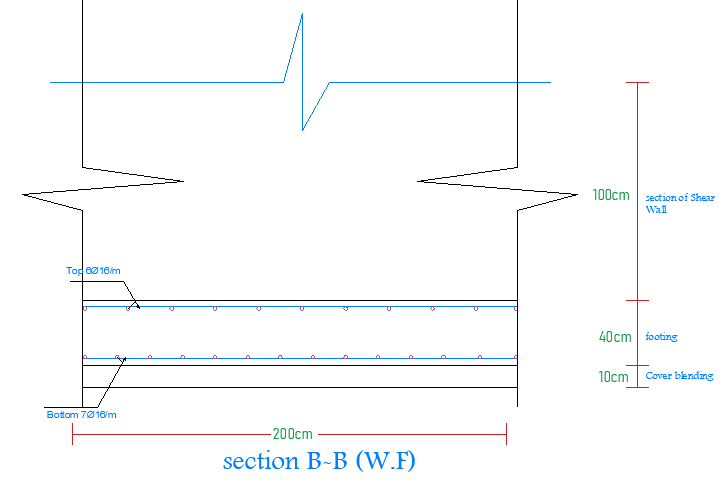 100cm
section of Shear
Wall
Top 6Ø16/m
40cm
footing
10cm
Cover blending
Bottom 7Ø16/m
200cm
section B-B (W.F)